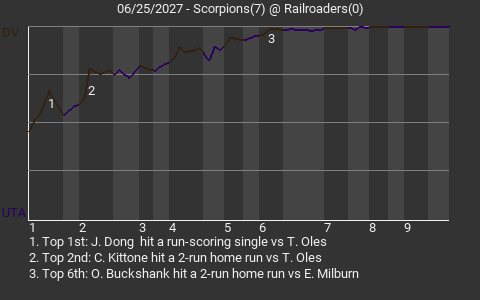 06/25/2027 - Scorpions(7) @ Railroaders(0)
DV
3
2
1
UTA
1 2 3 4 5 6 7 8 9
1. Top 1st: J. Dong  hit a run-scoring single vs T. Oles
2. Top 2nd: C. Kittone hit a 2-run home run vs T. Oles
3. Top 6th: O. Buckshank hit a 2-run home run vs E. Milburn